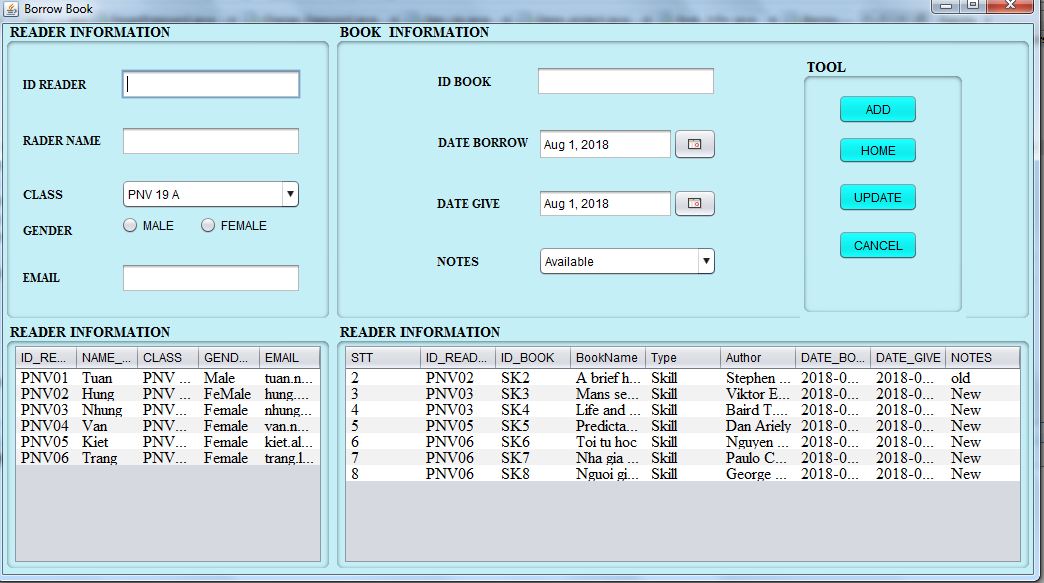 Borrow Book
READER INFORMATION
ID READER
RADER NAME
CLASS PNV 19 A
GENDER MALE FEMALE
EMAIL
BOOK INFORMATION
ID BOOK
DATE BORROW Aug 1, 2018
DATE GIVE Aug 1, 2018
NOTES Available
TOOL
ADD
HOME
UPDATE
CANCEL
READER INFORMATION
ID_RE... NAME_... CLASS GEND... EMAIL
PNV01 Tuan PNV ... Male tuan.n...
PNV02 Hung PNV... FeMale hung....
PNV03 Nhung PNV... Female nhung...
PNV04 Van PNV... Female van.n...
PNV05 Kiet PNV... Female kiet.al...
PNV06 Trang PNV... Female trang.l...
READER INFORMATION
STT ID_READ... ID_BOOK BookName Type Author DATE_BO... DATE_GIVE NOTES
2 PNV02 SK2 A brief h... Skill Stephen ... 2018-0... 2018-0... old
3 PNV03 SK3 Mans se... Skill Viktor E... 2018-0... 2018-0... New
4 PNV03 SK4 Life and ... Skill Baird T.... 2018-0... 2018-0... New
5 PNV05 SK5 Predicta... Skill Dan Ariely 2018-0... 2018-0... New
6 PNV06 SK6 Toi tu hoc Skill Nguyen ... 2018-0... 2018-0... New
7 PNV06 SK7 Nha gia ... Skill Paulo C... 2018-0... 2018-0... New
8 PNV06 SK8 Nguoi gi... Skill George ... 2018-0... 2018-0... New